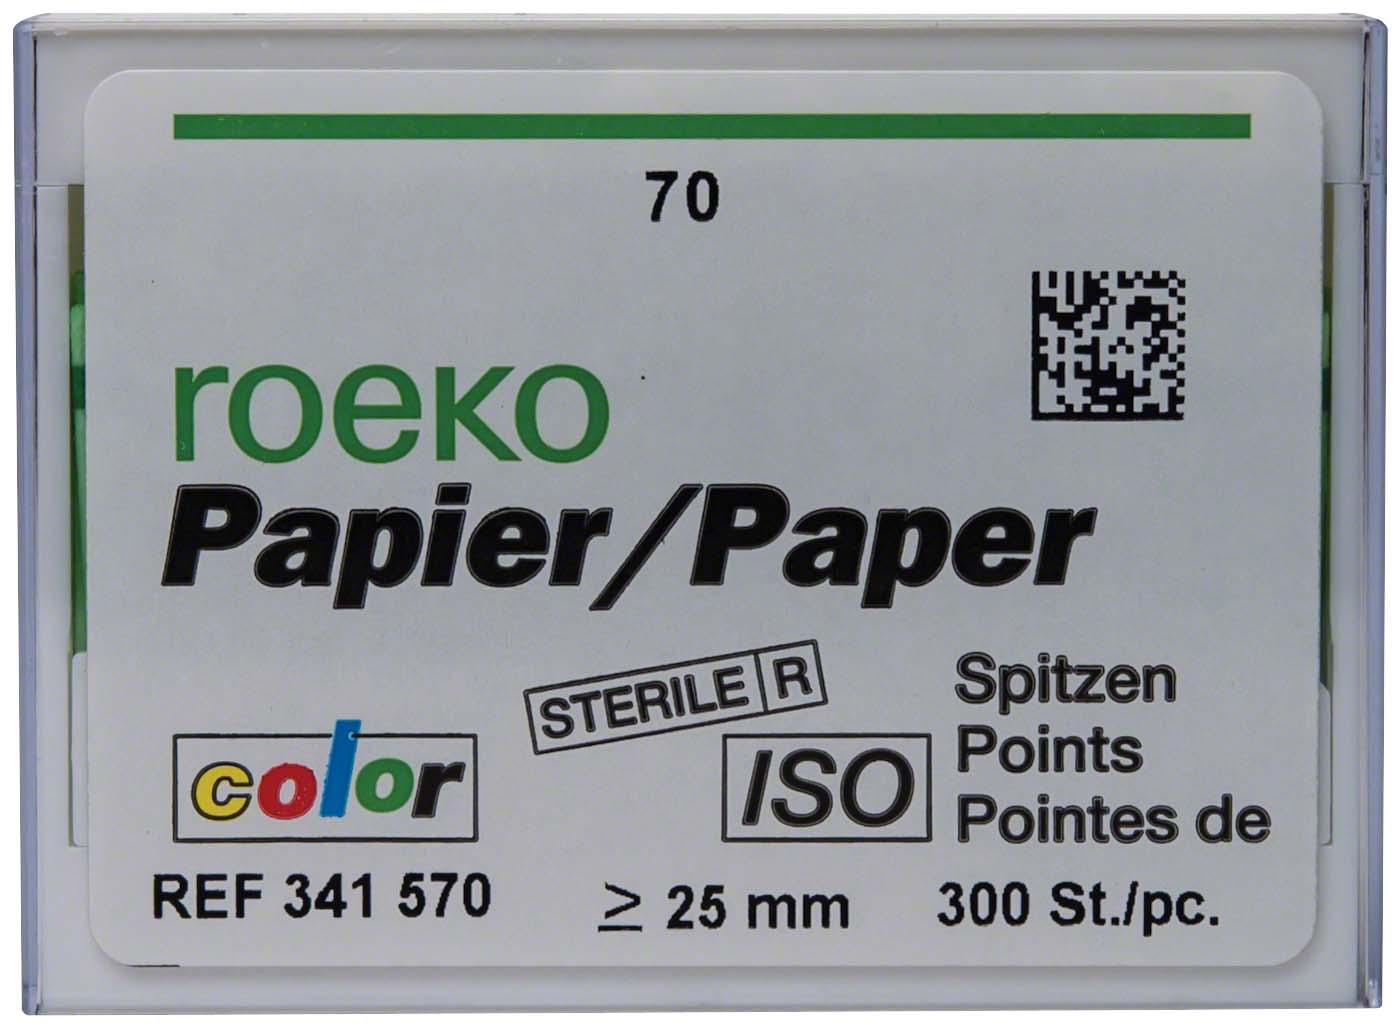 70
roeko
Papier/Paper
STERILE R
Spitzen
Points
Pointes de
color
ISO
REF 341 570
≥ 25 mm
300 St./pc.